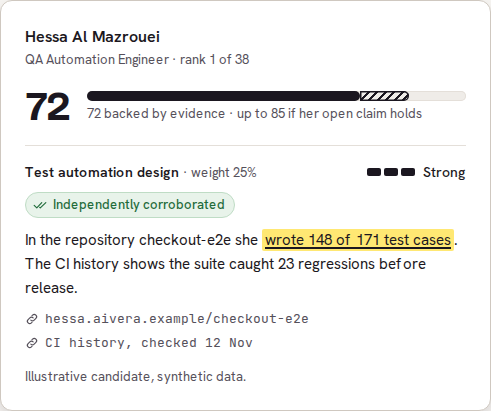 Hessa Al Mazrouei
QA Automation Engineer · rank 1 of 38
72
72 backed by evidence · up to 85 if her open claim holds
Test automation design · weight 25%
Strong
Independently corroborated
In the repository checkout-e2e she wrote 148 of 171 test cases.
The CI history shows the suite caught 23 regressions before
release.
hessa.aivera.example/checkout-e2e
CI history, checked 12 Nov
Illustrative candidate, synthetic data.